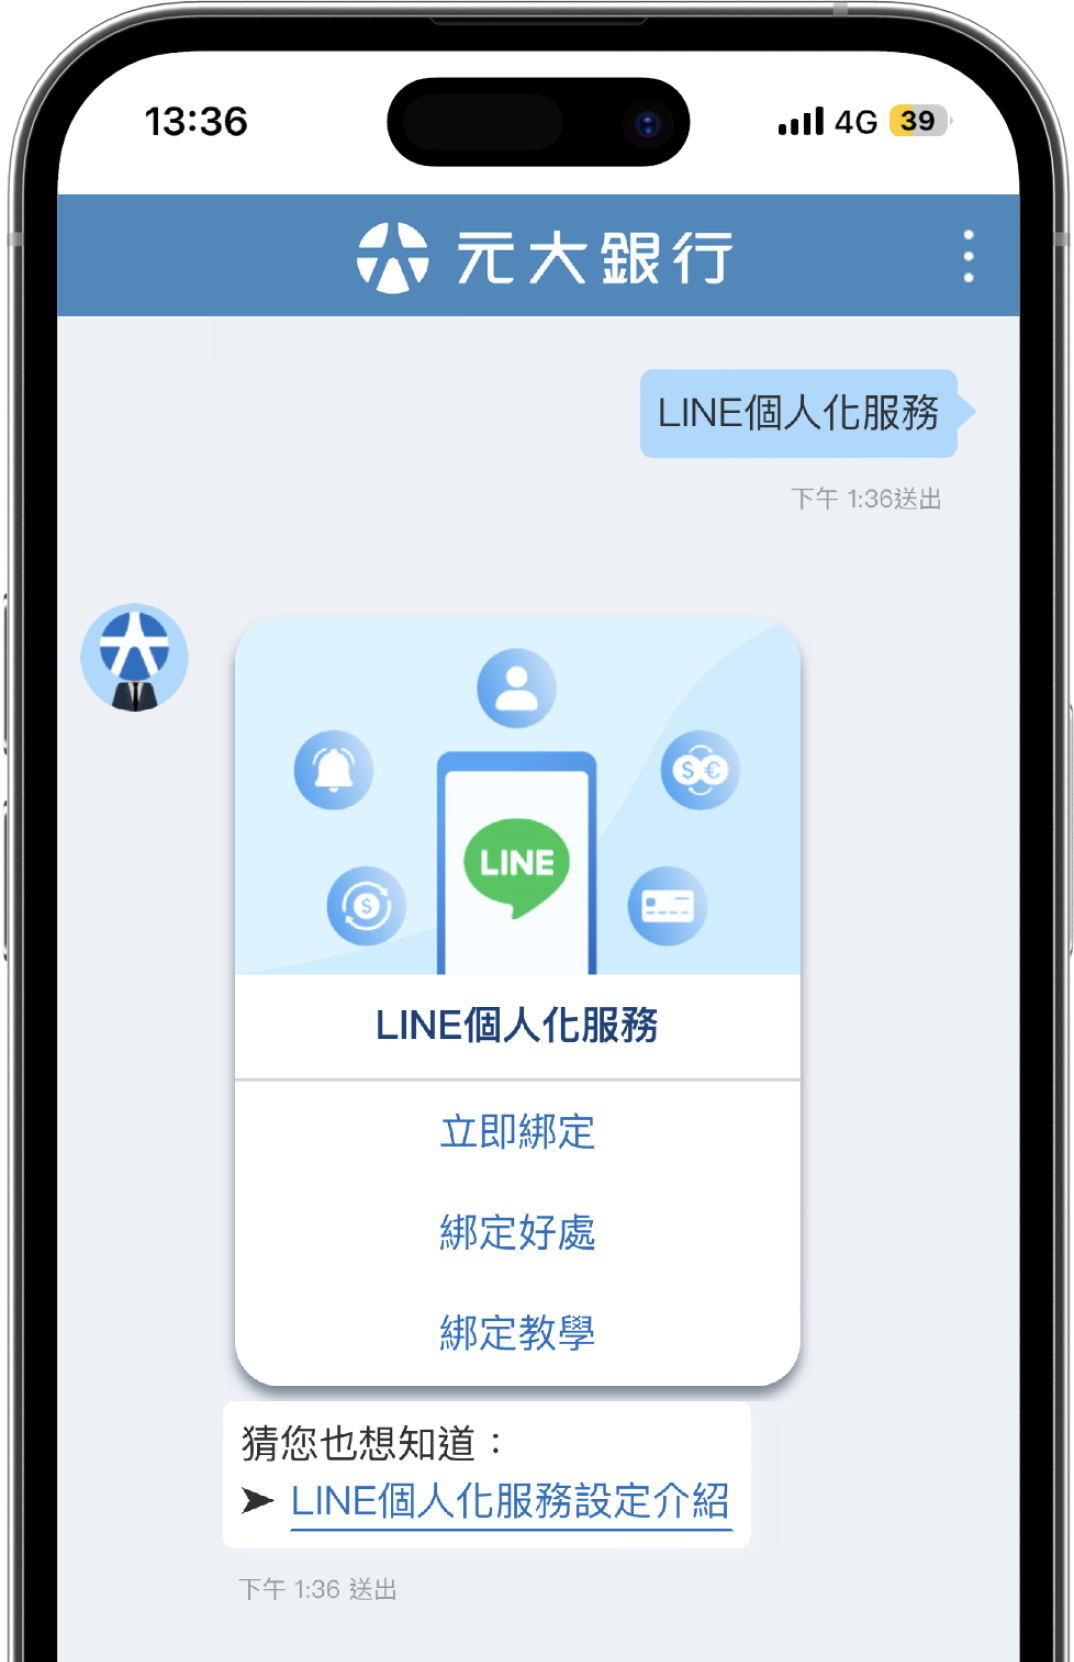 13:36
4G 39
元大銀行
LINE個人化服務
下午 1:36送出
$ €
$
LINE
LINE個人化服務
立即綁定
綁定好處
綁定教學
猜您也想知道：
➤ LINE個人化服務設定介紹
下午 1:36 送出